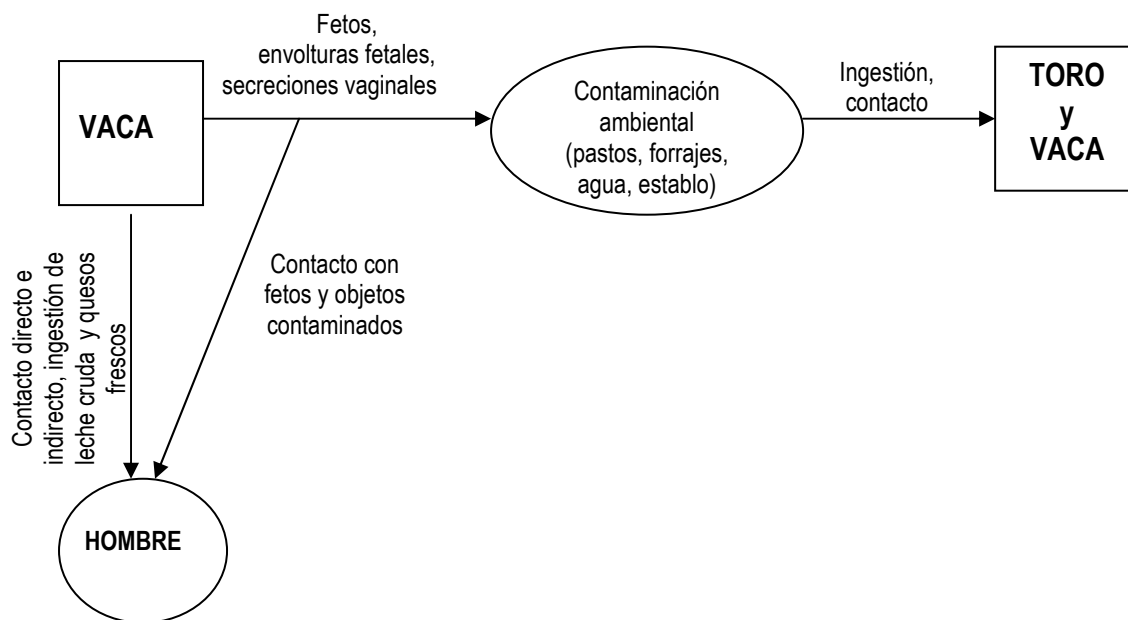 Fetos,
envolturas fetales,
secreciones vaginales
VACA
Contaminación
ambiental
(pastos, forrajes,
agua, establo)
Ingestión,
contacto
TORO
y
VACA
Contacto directo e
indirecto, ingestión de
leche cruda y quesos
frescos
Contacto con
fetos y objetos
contaminados
HOMBRE